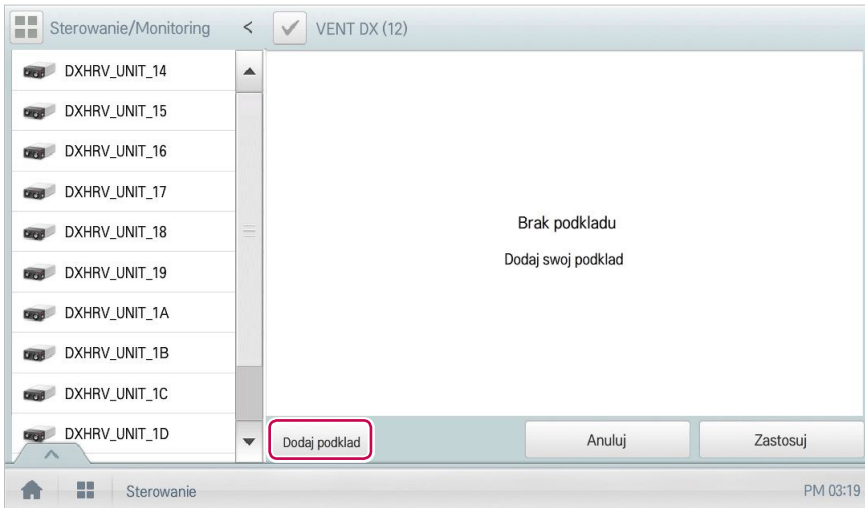 Sterowanie/Monitoring
<
VENT DX (12)
DXHRV_UNIT_14
DXHRV_UNIT_15
DXHRV_UNIT_16
DXHRV_UNIT_17
DXHRV_UNIT_18
DXHRV_UNIT_19
DXHRV_UNIT_1A
DXHRV_UNIT_1B
DXHRV_UNIT_1C
DXHRV_UNIT_1D
Brak podkladu
Dodaj swoj podklad
Dodaj podklad
Anuluj
Zastosuj
Sterowanie
PM 03:19